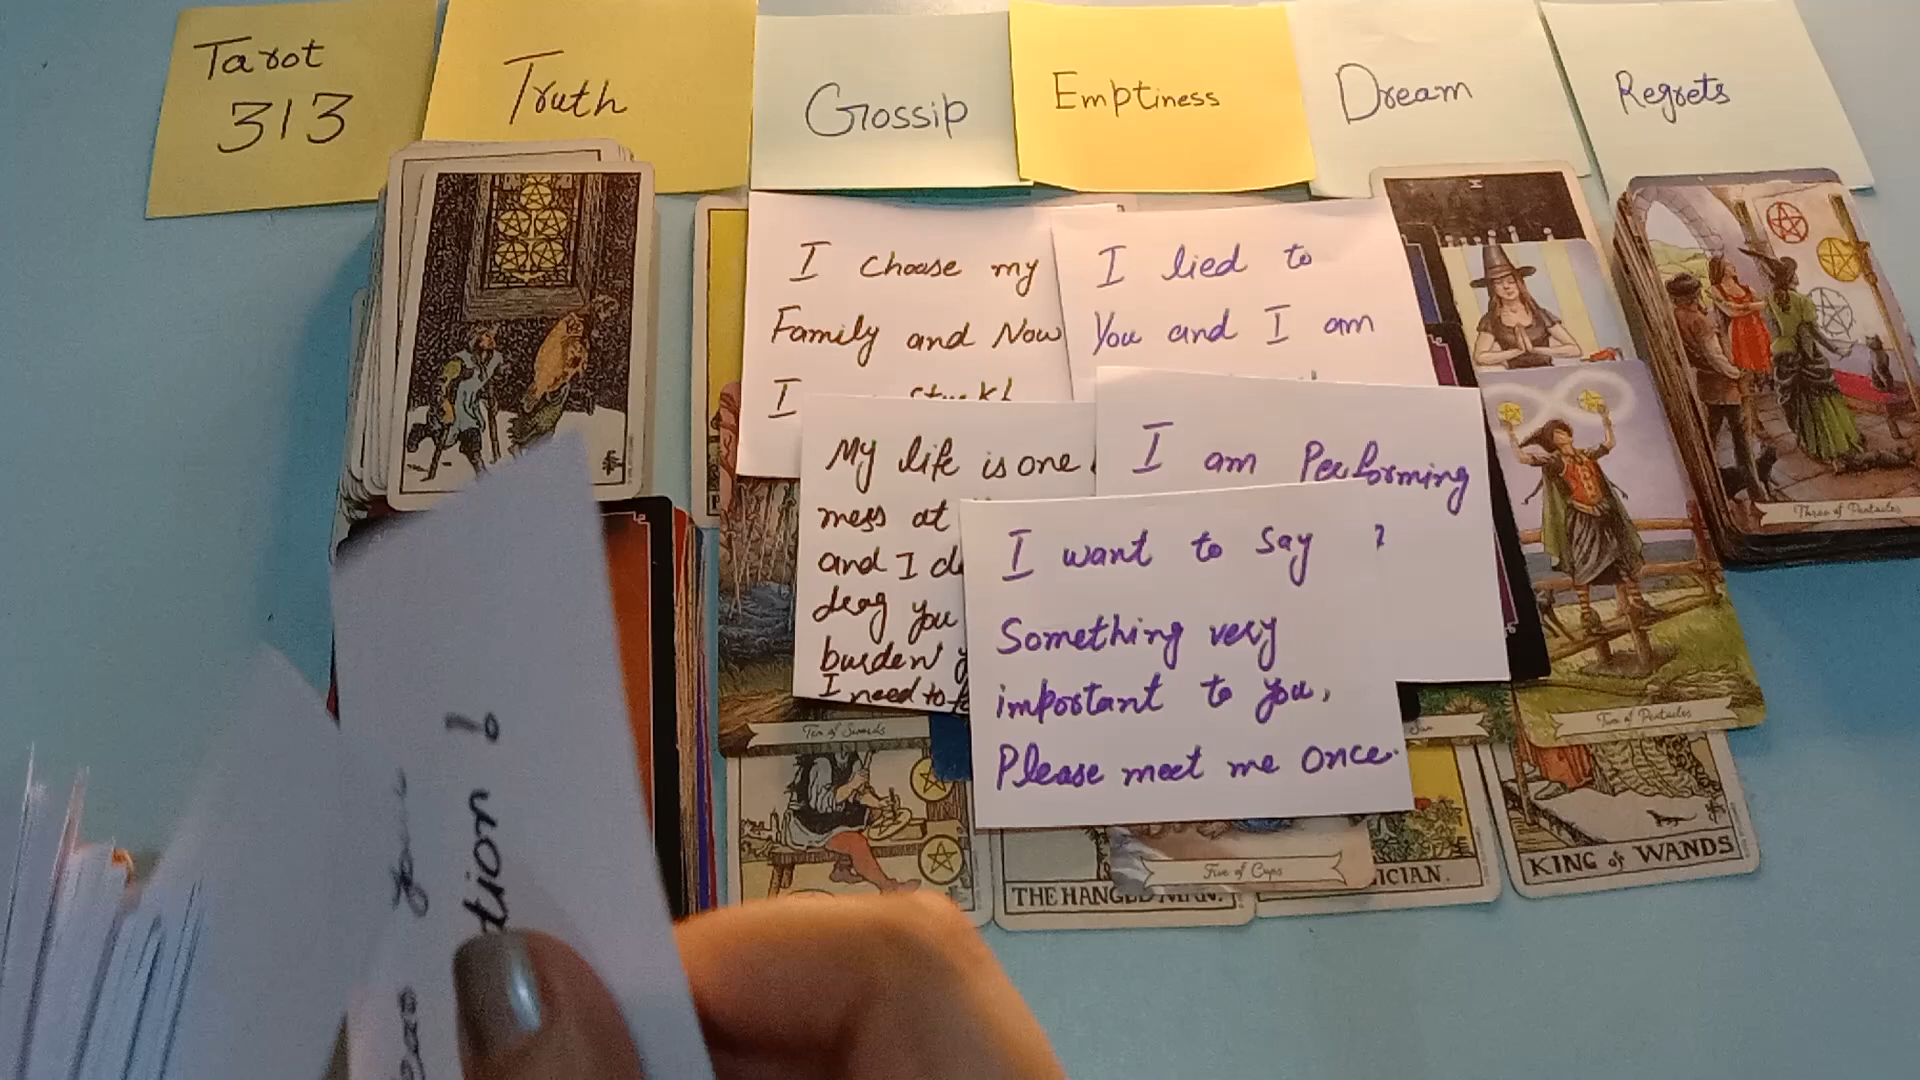 Tarot
313
Truth
Gossip
Emptiness
Dream
Regrets
I choose my
Family and Now
I
I lied to
You and I am
My life is one
mess at
and I
drag you
burden
I need to
I am Performing
I want to Say
Something very
important to you,
Please meet me once.
Three of Pentacles
Two of Pentacles
Ten of Swords
Five of Cups
THE HANGED MAN.
ICIAN.
KING of WANDS